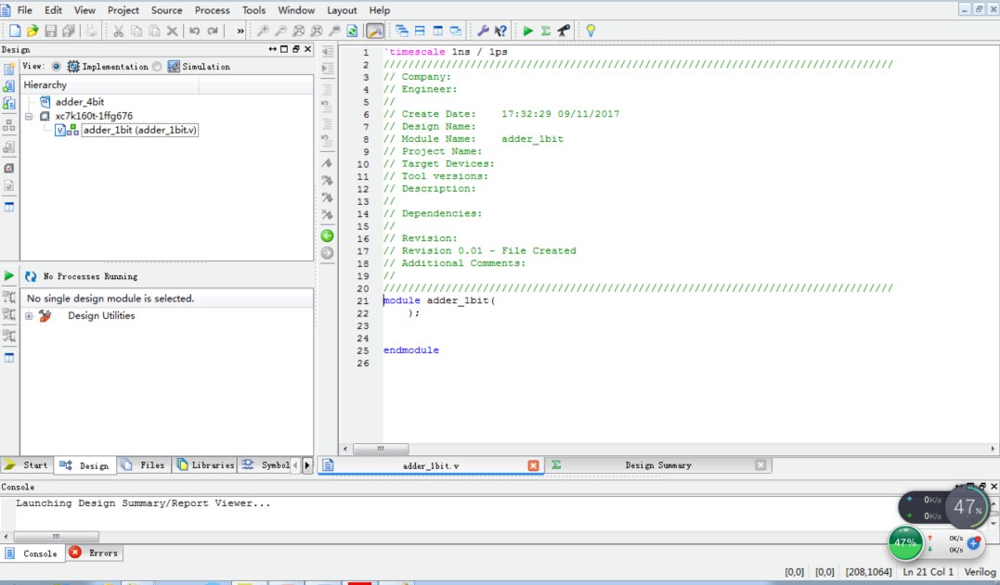 File Edit View Project Source Process Tools Window Layout Help
»
Design
View: Implementation Simulation
Hierarchy
adder_4bit
xc7k160t-1ffg676
adder_1bit (adder_1bit.v)
No Processes Running
No single design module is selected.
Design Utilities
Start Design Files Libraries Symbol
1 `timescale 1ns / 1ps
2 //////////////////////////////////////////////////////////////////////////////////
3 // Company:
4 // Engineer:
5 //
6 // Create Date:    17:32:29 09/11/2017
7 // Design Name:
8 // Module Name:    adder_1bit
9 // Project Name:
10 // Target Devices:
11 // Tool versions:
12 // Description:
13 //
14 // Dependencies:
15 //
16 // Revision:
17 // Revision 0.01 - File Created
18 // Additional Comments:
19 //
20 //////////////////////////////////////////////////////////////////////////////////
21 module adder_1bit(
22     );
23
24
25 endmodule
26
adder_1bit.v Design Summary
Console
Launching Design Summary/Report Viewer...
0K/s
0K/s
47%
47%
0K/s
0K/s
Console Errors
[0,0] [0,0] [208,1064] Ln 21 Col 1 Verilog